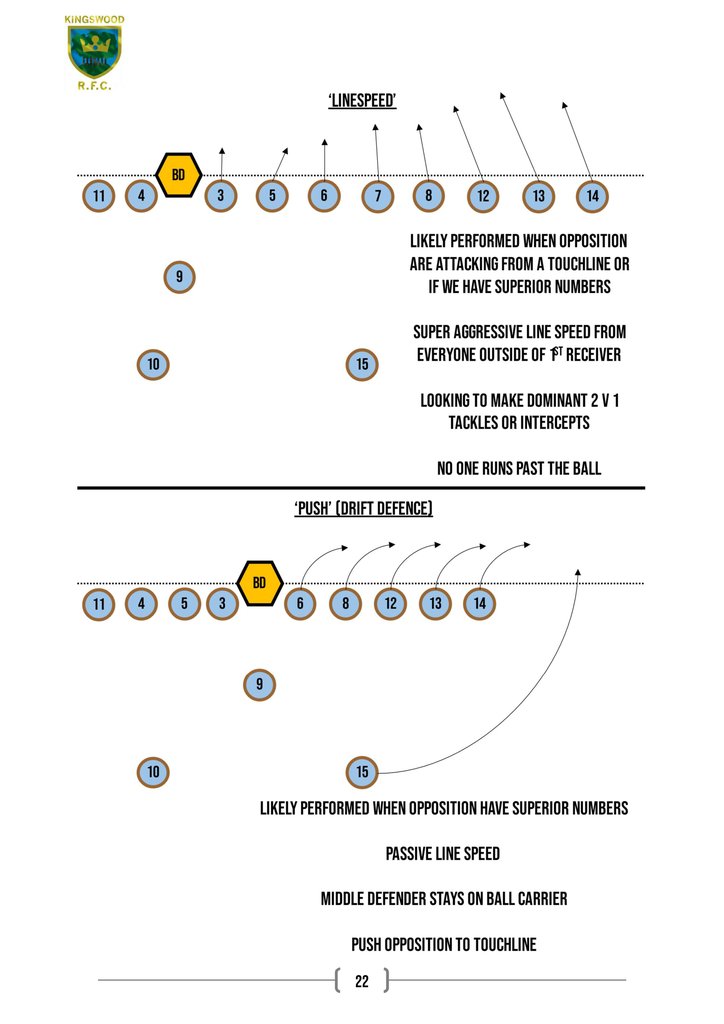 KINGSWOOD
R.F.C.
‘LINESPEED’
BD
11 4 3 5 6 7 8 12 13 14
9
10 15
LIKELY PERFORMED WHEN OPPOSITION
ARE ATTACKING FROM A TOUCHLINE OR
IF WE HAVE SUPERIOR NUMBERS
SUPER AGGRESSIVE LINE SPEED FROM
EVERYONE OUTSIDE OF 1ST RECEIVER
LOOKING TO MAKE DOMINANT 2 V 1
TACKLES OR INTERCEPTS
NO ONE RUNS PAST THE BALL
‘PUSH’ (DRIFT DEFENCE)
BD
11 4 5 3 6 8 12 13 14
9
10 15
LIKELY PERFORMED WHEN OPPOSITION HAVE SUPERIOR NUMBERS
PASSIVE LINE SPEED
MIDDLE DEFENDER STAYS ON BALL CARRIER
PUSH OPPOSITION TO TOUCHLINE
22